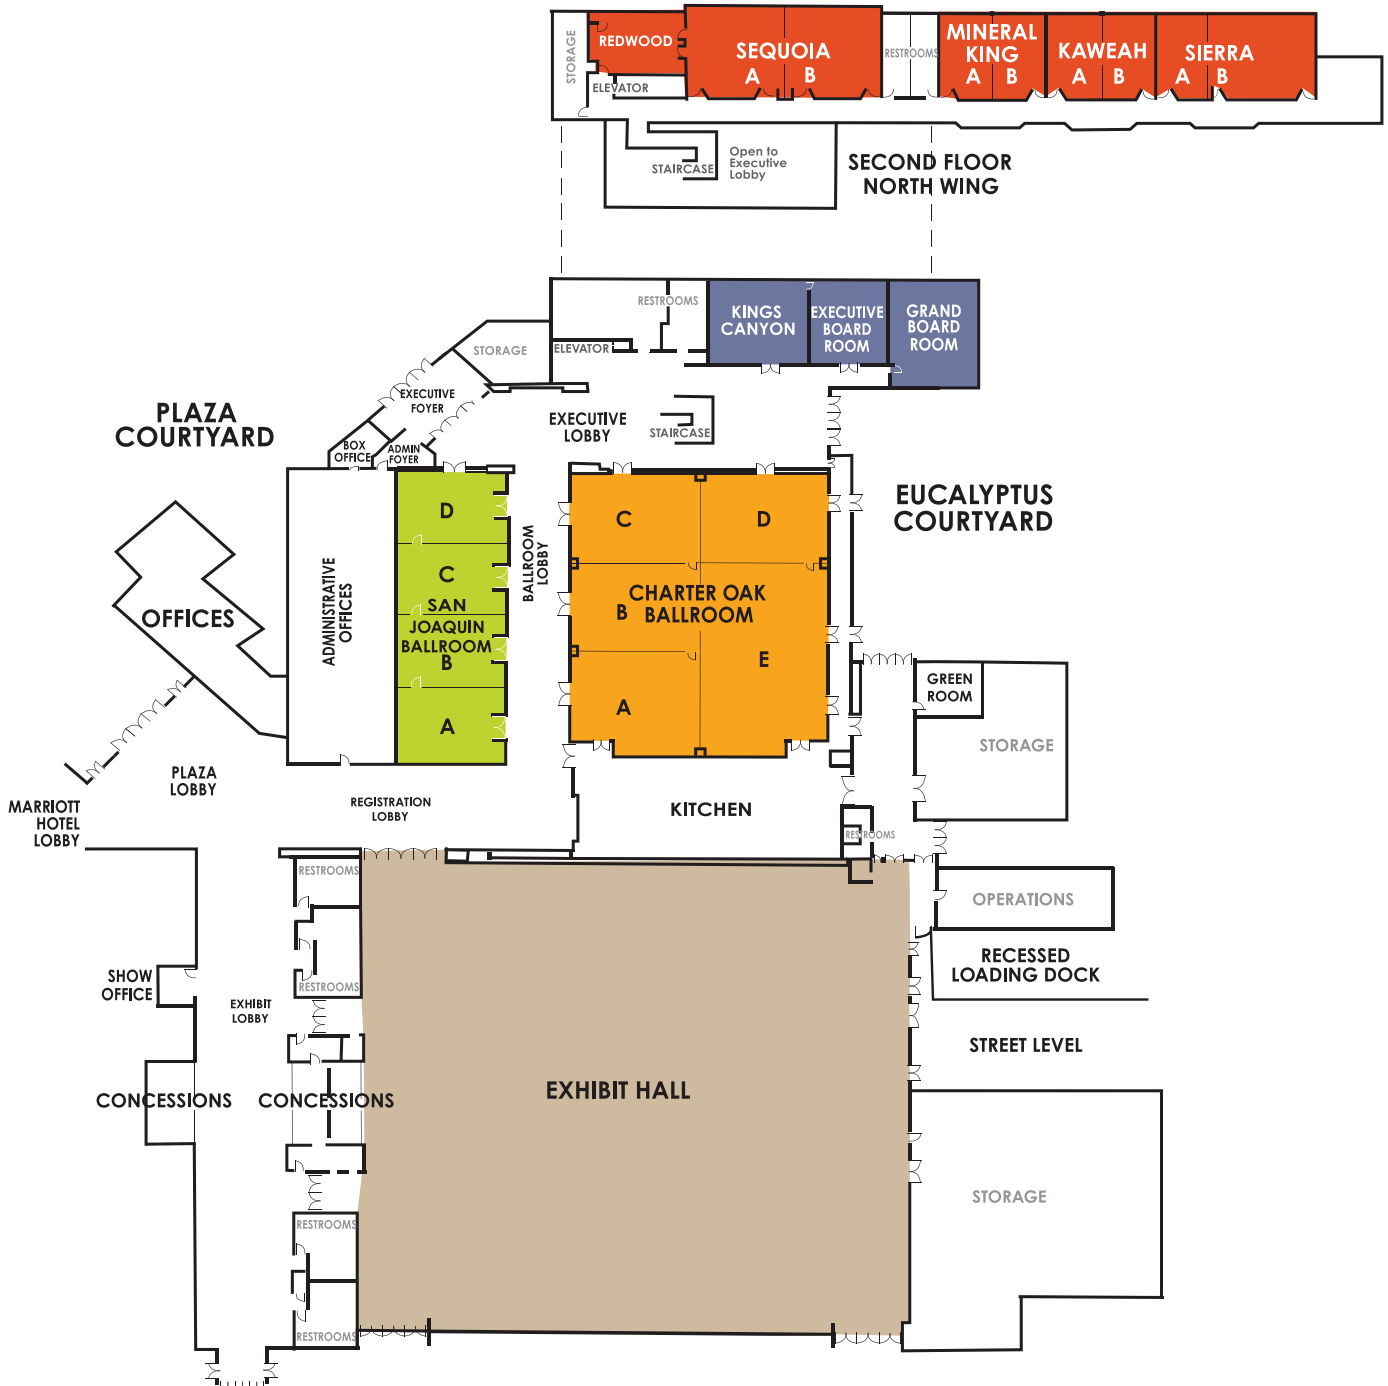 STORAGE
REDWOOD
ELEVATOR
SEQUOIA
A B
RESTROOMS
MINERAL
KING
A B
KAWEAH
A B
SIERRA
A B
STAIRCASE
Open to
Executive
Lobby
SECOND FLOOR
NORTH WING
RESTROOMS
KINGS
CANYON
EXECUTIVE
BOARD
ROOM
GRAND
BOARD
ROOM
STORAGE
ELEVATOR
EXECUTIVE
FOYER
PLAZA
COURTYARD
BOX
OFFICE
ADMIN
FOYER
EXECUTIVE
LOBBY
STAIRCASE
EUCALYPTUS
COURTYARD
OFFICES
ADMINISTRATIVE
OFFICES
D
C
SAN
JOAQUIN
BALLROOM
B
A
BALLROOM
LOBBY
C
D
CHARTER OAK
BALLROOM
B
E
A
GREEN
ROOM
STORAGE
PLAZA
LOBBY
REGISTRATION
LOBBY
KITCHEN
MARRIOTT
HOTEL
LOBBY
RESTROOMS
RESTROOMS
OPERATIONS
RECESSED
LOADING DOCK
SHOW
OFFICE
RESTROOMS
EXHIBIT
LOBBY
STREET LEVEL
CONCESSIONS
CONCESSIONS
EXHIBIT HALL
STORAGE
RESTROOMS
RESTROOMS